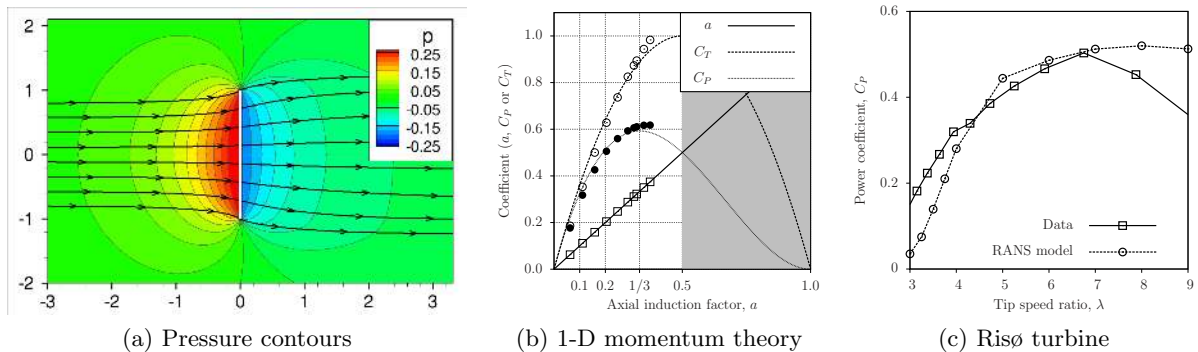 p
0.25
0.15
0.05
-0.05
-0.15
-0.25
2
1
0
-1
-2
-3 -2 -1 0 1 2 3
(a) Pressure contours
Coefficient (a, C_P or C_T)
1.0
0.8
0.6
0.4
0.2
0.0
a
C_T
C_P
0.1 0.2 1/3 0.5 1.0
Axial induction factor, a
(b) 1-D momentum theory
Power coefficient, C_P
0.6
0.4
0.2
0.0
Data
RANS model
3 4 5 6 7 8 9
Tip speed ratio, λ
(c) Risø turbine